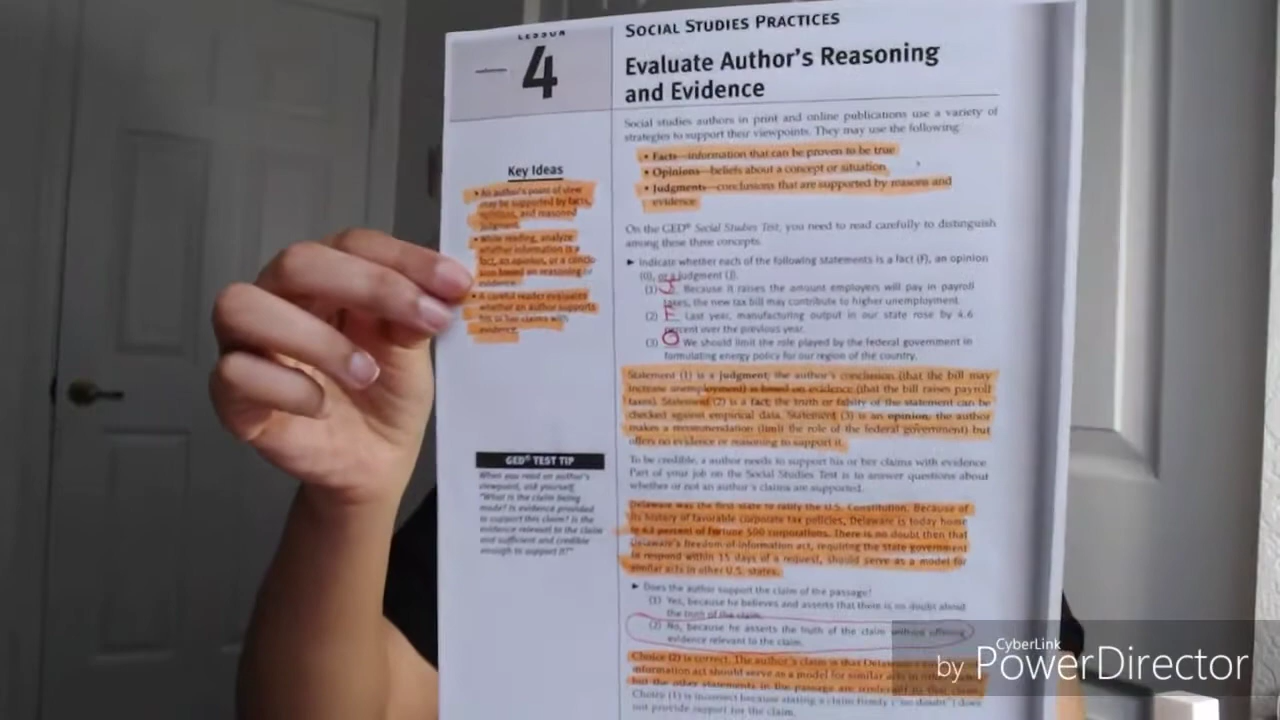 LESSON
4
SOCIAL STUDIES PRACTICES
Evaluate Author's Reasoning
and Evidence
Social studies authors in print and online publications use a variety of
strategies to support their viewpoints. They may use the following:
• Facts—information that can be proven to be true
• Opinions—beliefs about a concept or situation
• Judgments—conclusions that are supported by reasons and
evidence
On the GED® Social Studies Test, you need to read carefully to distinguish
among these three concepts.
► Indicate whether each of the following statements is a fact (F), an opinion
(O), or a judgment (J).
(1) J Because it raises the amount employers will pay in payroll
taxes, the new tax bill may contribute to higher unemployment.
(2) F Last year, manufacturing output in our state rose by 4.6
percent over the previous year.
(3) O We should limit the role played by the federal government in
formulating energy policy for our region of the country.
Statement (1) is a judgment; the author's conclusion (that the bill may
increase unemployment) is based on evidence (that the bill raises payroll
taxes). Statement (2) is a fact; the truth or falsity of the statement can be
checked against empirical data. Statement (3) is an opinion; the author
makes a recommendation (limit the role of the federal government) but
offers no evidence or reasoning to support it.
To be credible, a author needs to support his or her claims with evidence.
Part of your job on the Social Studies Test is to answer questions about
whether or not an author's claims are supported.
Delaware was the first state to ratify the U.S. Constitution. Because of
its history of favorable corporate tax policies, Delaware is today home
to 63 percent of Fortune 500 corporations. There is no doubt then that
Delaware's freedom of information act, requiring the state government
to respond within 15 days of a request, should serve as a model for
similar acts in other U.S. states.
► Does the author support the claim of the passage?
(1) Yes, because he believes and asserts that there is no doubt about
the truth of the claim.
(2) No, because he asserts the truth of the claim without offering
evidence relevant to the claim.
Choice (2) is correct. The author's claim is that
information act should serve as a model for similar acts in
but the other statements in the passage are
Choice (1) is incorrect because stating a claim firmly ("no doubt") does
not provide support for the claim.
Key Ideas
• An author's point of view
may be supported by facts,
opinions, and reasoned
judgment.
• While reading, analyze
whether information is a
fact, an opinion, or a conclu-
sion based on reasoning or
evidence.
• A careful reader evaluates
whether an author supports
his or her claims with
evidence.
GED® TEST TIP
When you read an author's
viewpoint, ask yourself,
"What is the claim being
made? Is evidence provided
to support this claim? Is the
evidence relevant to the claim
and sufficient and credible
enough to support it?"
CyberLink
by PowerDirector